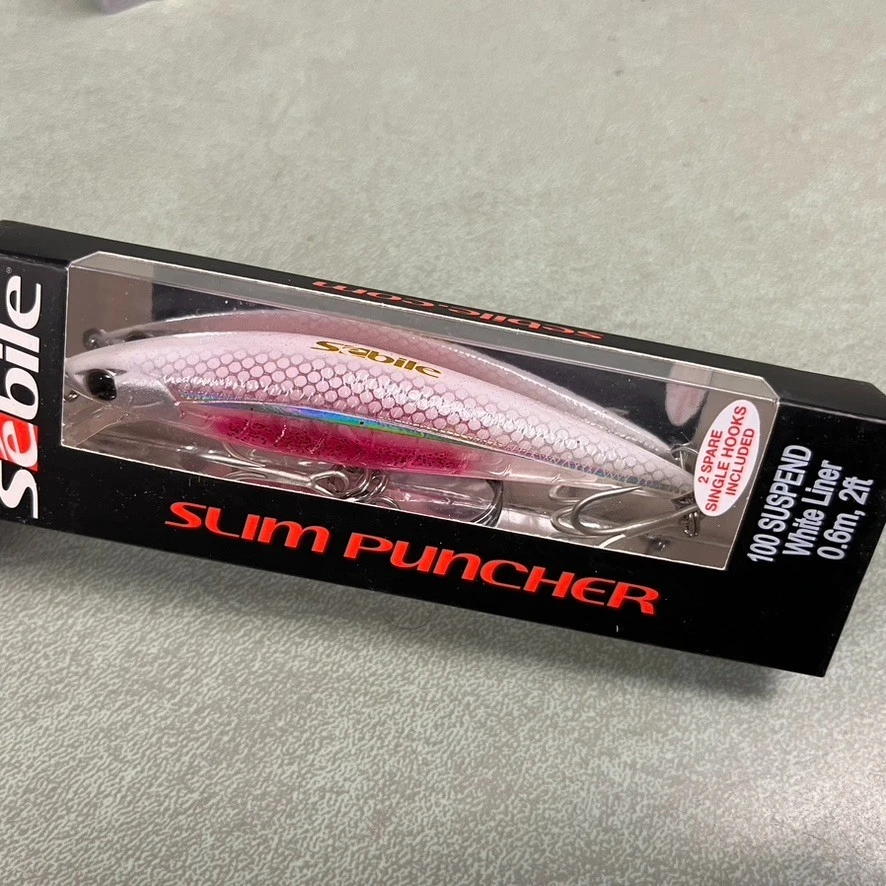 sebile.com
Sebile
Sebile
2 SPARE
SINGLE HOOKS
INCLUDED
100 SUSPEND
White Liner
0.6m, 2ft
SLIM PUNCHER